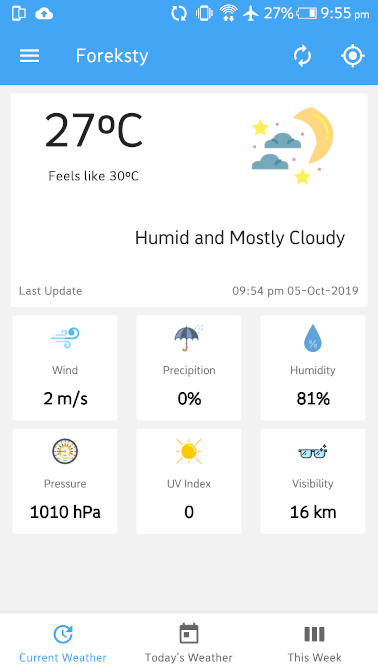 27% 9:55 pm
Foreksty
27°C
Feels like 30°C
Humid and Mostly Cloudy
Last Update 09:54 pm 05-Oct-2019
Wind Precipition Humidity
2 m/s 0% 81%
Pressure UV Index Visibility
1010 hPa 0 16 km
Current Weather Today's Weather This Week